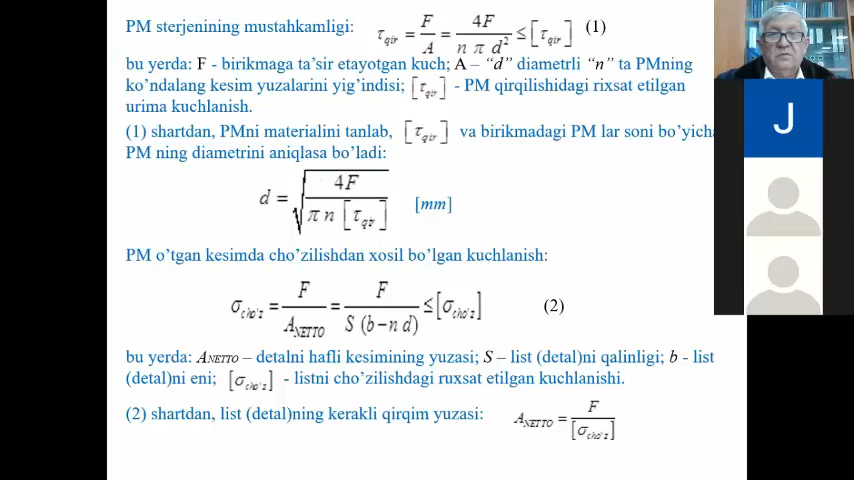 PM sterjenining mustahkamligi: τqir = F/A = 4F/(n π d²) ≤ [τqir] (1)
bu yerda: F - birikmaga ta'sir etayotgan kuch; A – "d" diametrli "n" ta PMning
ko'ndalang kesim yuzalarini yig'indisi; [τqir] - PM qirqilishidagi rixsat etilgan
urima kuchlanish.
(1) shartdan, PMni materialini tanlab, [τqir] va birikmadagi PM lar soni bo'yicha
PM ning diametrini aniqlasa bo'ladi:
d = √(4F/(π n [τqir])) [mm]
PM o'tgan kesimda cho'zilishdan xosil bo'lgan kuchlanish:
σcho'z = F/ANETTO = F/(S (b−n d)) ≤ [σcho'z] (2)
bu yerda: ANETTO – detalni hafli kesimining yuzasi; S – list (detal)ni qalinligi; b - list
(detal)ni eni; [σcho'z] - listni cho'zilishdagi ruxsat etilgan kuchlanishi.
(2) shartdan, list (detal)ning kerakli qirqim yuzasi: ANETTO = F/[σcho'z]
J